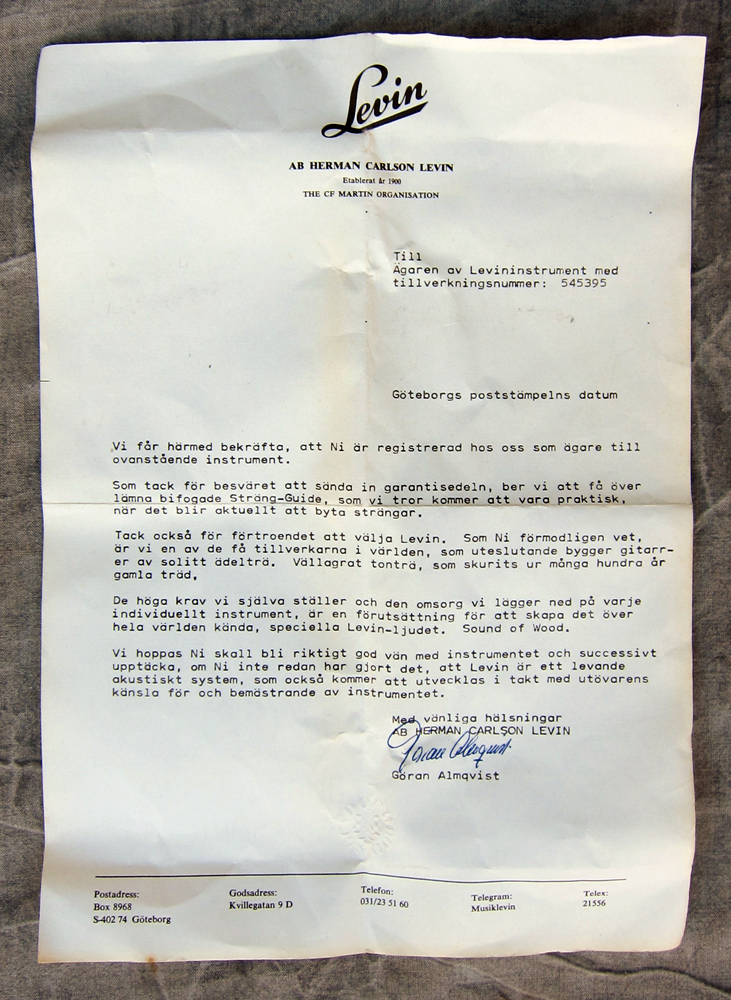 Levin
AB HERMAN CARLSON LEVIN
Etablerat år 1900
THE CF MARTIN ORGANISATION
Till
Ägaren av Levininstrument med
tillverkningsnummer: 545395
Göteborgs poststämpelns datum
Vi får härmed bekräfta, att Ni är registrerad hos oss som ägare till
ovanstående instrument.
Som tack för besväret att sända in garantisedeln, ber vi att få över
lämna bifogade Sträng-Guide, som vi tror kommer att vara praktisk,
när det blir aktuellt att byta strängar.
Tack också för förtroendet att välja Levin. Som Ni förmodligen vet,
är vi en av de få tillverkarna i världen, som uteslutande bygger gitarr-
er av solitt ädelträ. Vällagrat tonträ, som skurits ur många hundra år
gamla träd.
De höga krav vi själva ställer och den omsorg vi lägger ned på varje
individuellt instrument, är en förutsättning för att skapa det över
hela världen kända, speciella Levin-ljudet. Sound of Wood.
Vi hoppas Ni skall bli riktigt god vän med instrumentet och successivt
upptäcka, om Ni inte redan har gjort det, att Levin är ett levande
akustiskt system, som också kommer att utvecklas i takt med utövarens
känsla för och bemästrande av instrumentet.
Med vänliga hälsningar
AB HERMAN CARLSON LEVIN
Göran Almqvist
Göran Almqvist
Postadress:
Box 8968
S-402 74 Göteborg
Godsadress:
Kvillegatan 9 D
Telefon:
031/23 51 60
Telegram:
Musiklevin
Telex:
21556